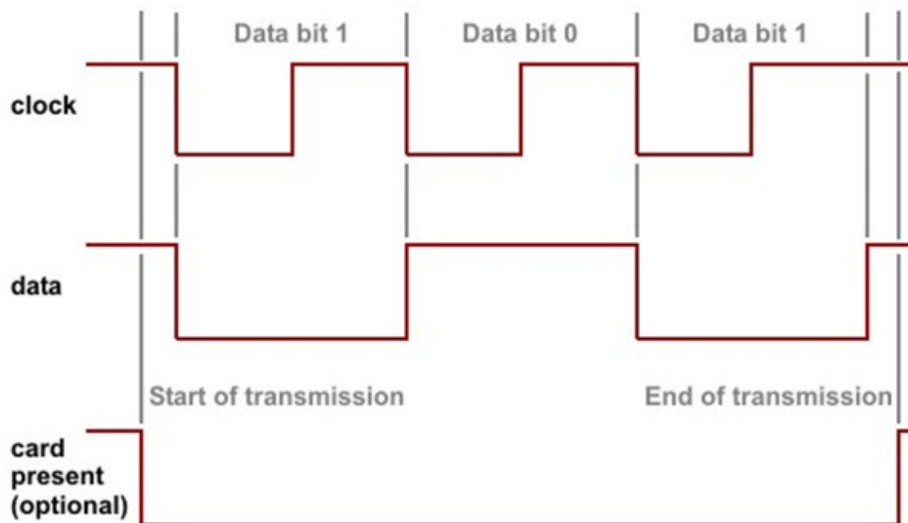 Data bit 1
Data bit 0
Data bit 1
clock
data
Start of transmission
End of transmission
card
present
(optional)